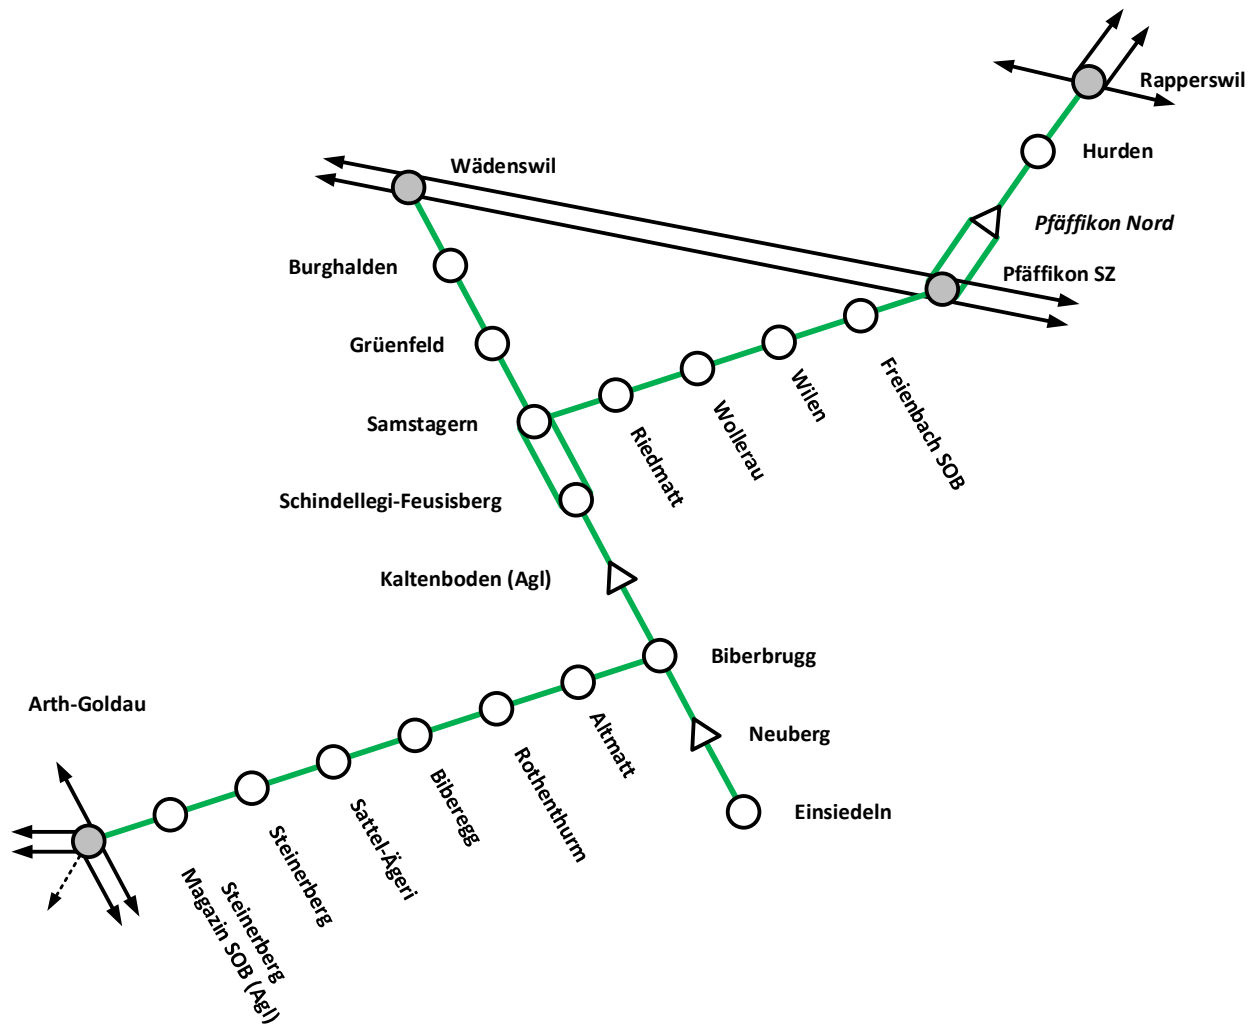 Rapperswil
Hurden
Wädenswil
Pfäffikon Nord
Burghalden
Pfäffikon SZ
Grüenfeld
Samstagern
Riedmatt
Wollerau
Wilen
Freienbach SOB
Schindellegi-Feusisberg
Kaltenboden (Agl)
Biberbrugg
Arth-Goldau
Neuberg
Altmatt
Rothenthurm
Biberegg
Sattel-Ägeri
Steinerberg
Steinerberg
Magazin SOB (Agl)
Einsiedeln